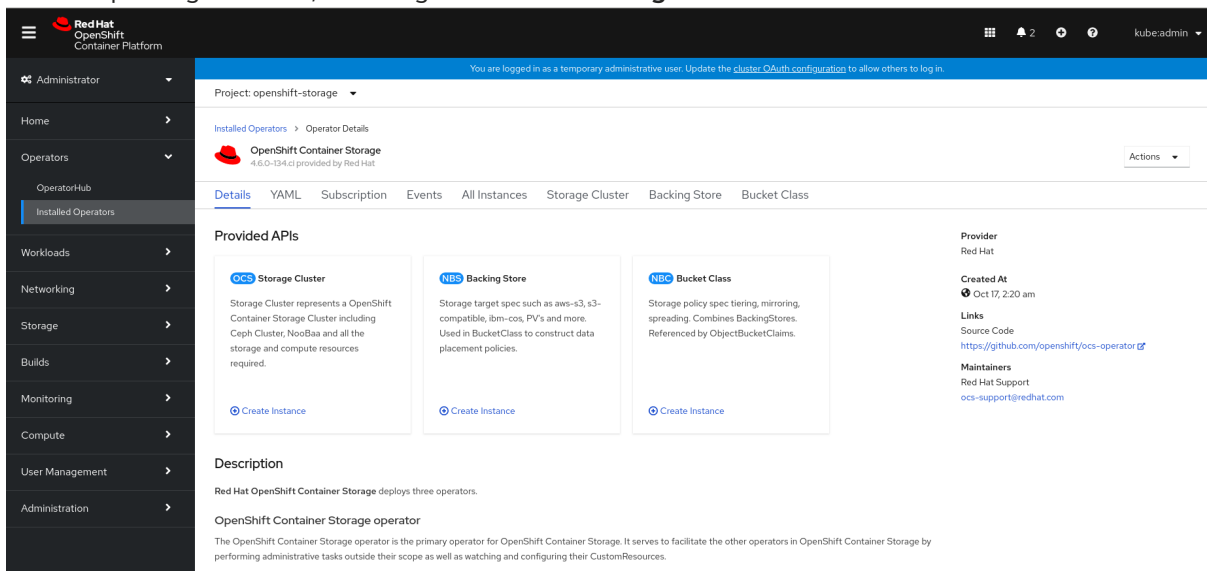 Red Hat
OpenShift
Container Platform
2
kube:admin
Administrator
You are logged in as a temporary administrative user. Update the cluster OAuth configuration to allow others to log in.
Project: openshift-storage
Home
Operators
OperatorHub
Installed Operators
Workloads
Networking
Storage
Builds
Monitoring
Compute
User Management
Administration
Installed Operators > Operator Details
OpenShift Container Storage
4.6.0-134.ci provided by Red Hat
Actions
Details YAML Subscription Events All Instances Storage Cluster Backing Store Bucket Class
Provided APIs
OCS Storage Cluster
Storage Cluster represents a OpenShift
Container Storage Cluster including
Ceph Cluster, NooBaa and all the
storage and compute resources
required.
Create Instance
NBS Backing Store
Storage target spec such as aws-s3, s3-
compatible, ibm-cos, PV's and more.
Used in BucketClass to construct data
placement policies.
Create Instance
NBC Bucket Class
Storage policy spec tiering, mirroring,
spreading. Combines BackingStores.
Referenced by ObjectBucketClaims.
Create Instance
Provider
Red Hat
Created At
Oct 17, 2:20 am
Links
Source Code
https://github.com/openshift/ocs-operator
Maintainers
Red Hat Support
ocs-support@redhat.com
Description
Red Hat OpenShift Container Storage deploys three operators.
OpenShift Container Storage operator
The OpenShift Container Storage operator is the primary operator for OpenShift Container Storage. It serves to facilitate the other operators in OpenShift Container Storage by
performing administrative tasks outside their scope as well as watching and configuring their CustomResources.